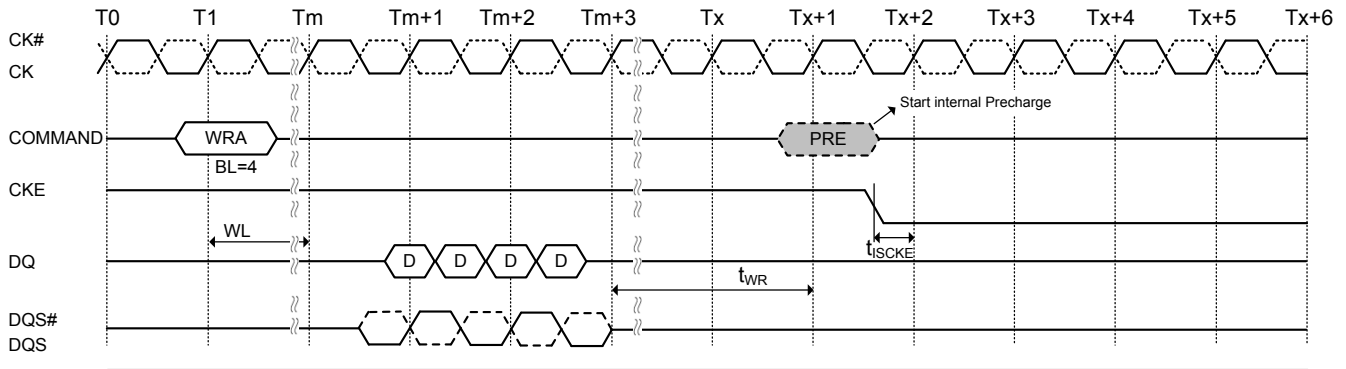 T0 T1 Tm Tm+1 Tm+2 Tm+3 Tx Tx+1 Tx+2 Tx+3 Tx+4 Tx+5 Tx+6
CK#
CK
Start internal Precharge
COMMAND WRA PRE
BL=4
CKE
WL
tISCKE
DQ D D D D
tWR
DQS#
DQS